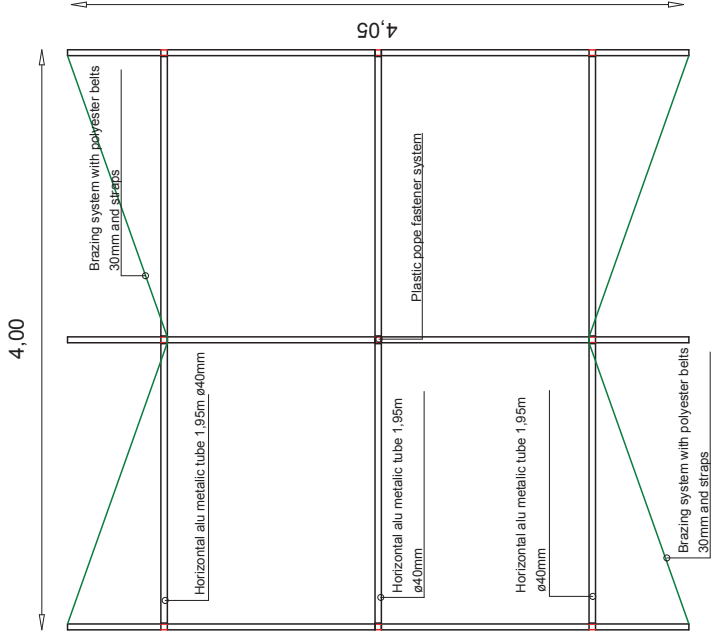 4,00
4,05
Brazing system with polyester belts
30mm and straps
Plastic pope fastener system
Horizontal alu metalic tube 1,95m ø40mm
Horizontal alu metalic tube 1,95m
ø40mm
Horizontal alu metalic tube 1,95m
ø40mm
Brazing system with polyester belts
30mm and straps